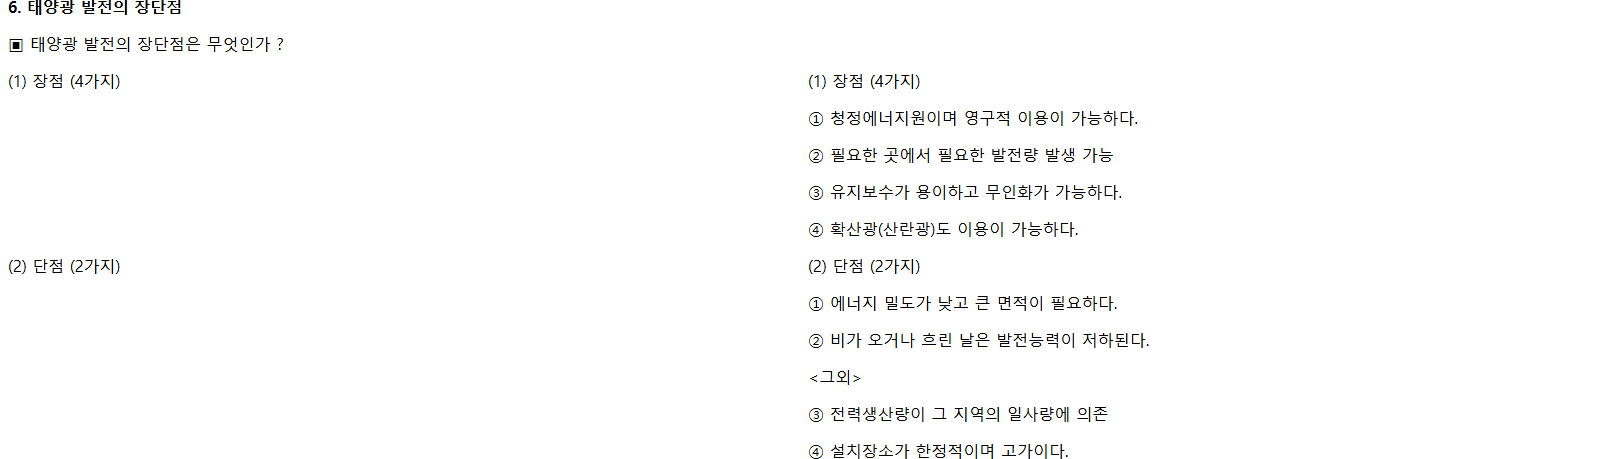 6. 태양광 발전의 장단점
▣ 태양광 발전의 장단점은 무엇인가 ?
(1) 장점 (4가지)
(2) 단점 (2가지)
(1) 장점 (4가지)
① 청정에너지원이며 영구적 이용이 가능하다.
② 필요한 곳에서 필요한 발전량 발생 가능
③ 유지보수가 용이하고 무인화가 가능하다.
④ 확산광(산란광)도 이용이 가능하다.
(2) 단점 (2가지)
① 에너지 밀도가 낮고 큰 면적이 필요하다.
② 비가 오거나 흐린 날은 발전능력이 저하된다.
<그외>
③ 전력생산량이 그 지역의 일사량에 의존
④ 설치장소가 한정적이며 고가이다.